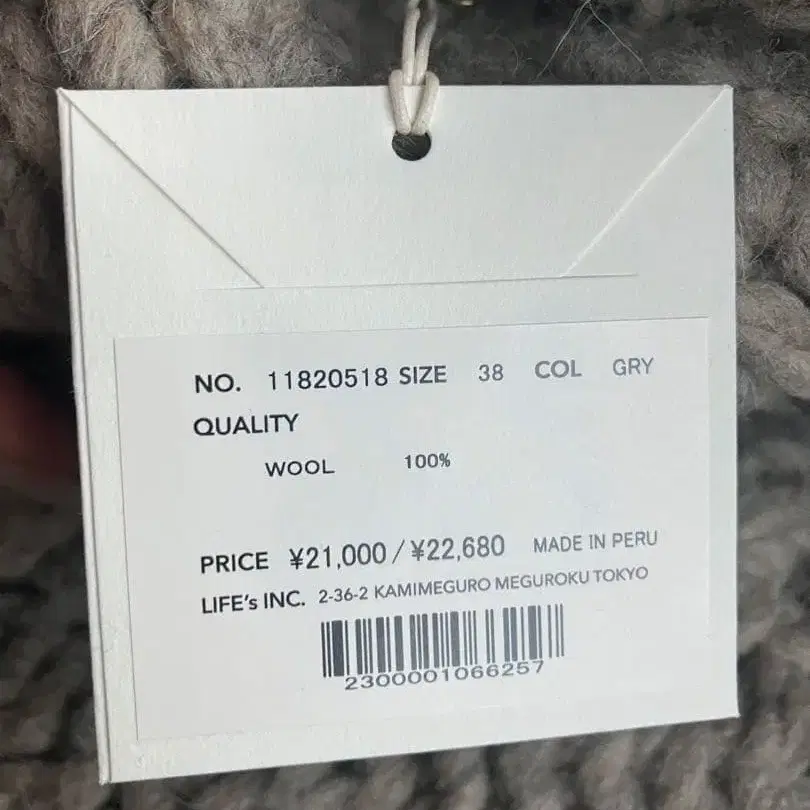 NO. 11820518 SIZE 38 COL GRY
QUALITY
WOOL 100%
PRICE ¥21,000/¥22,680 MADE IN PERU
LIFE's INC. 2-36-2 KAMIMEGURO MEGUROKU TOKYO
2300001066257